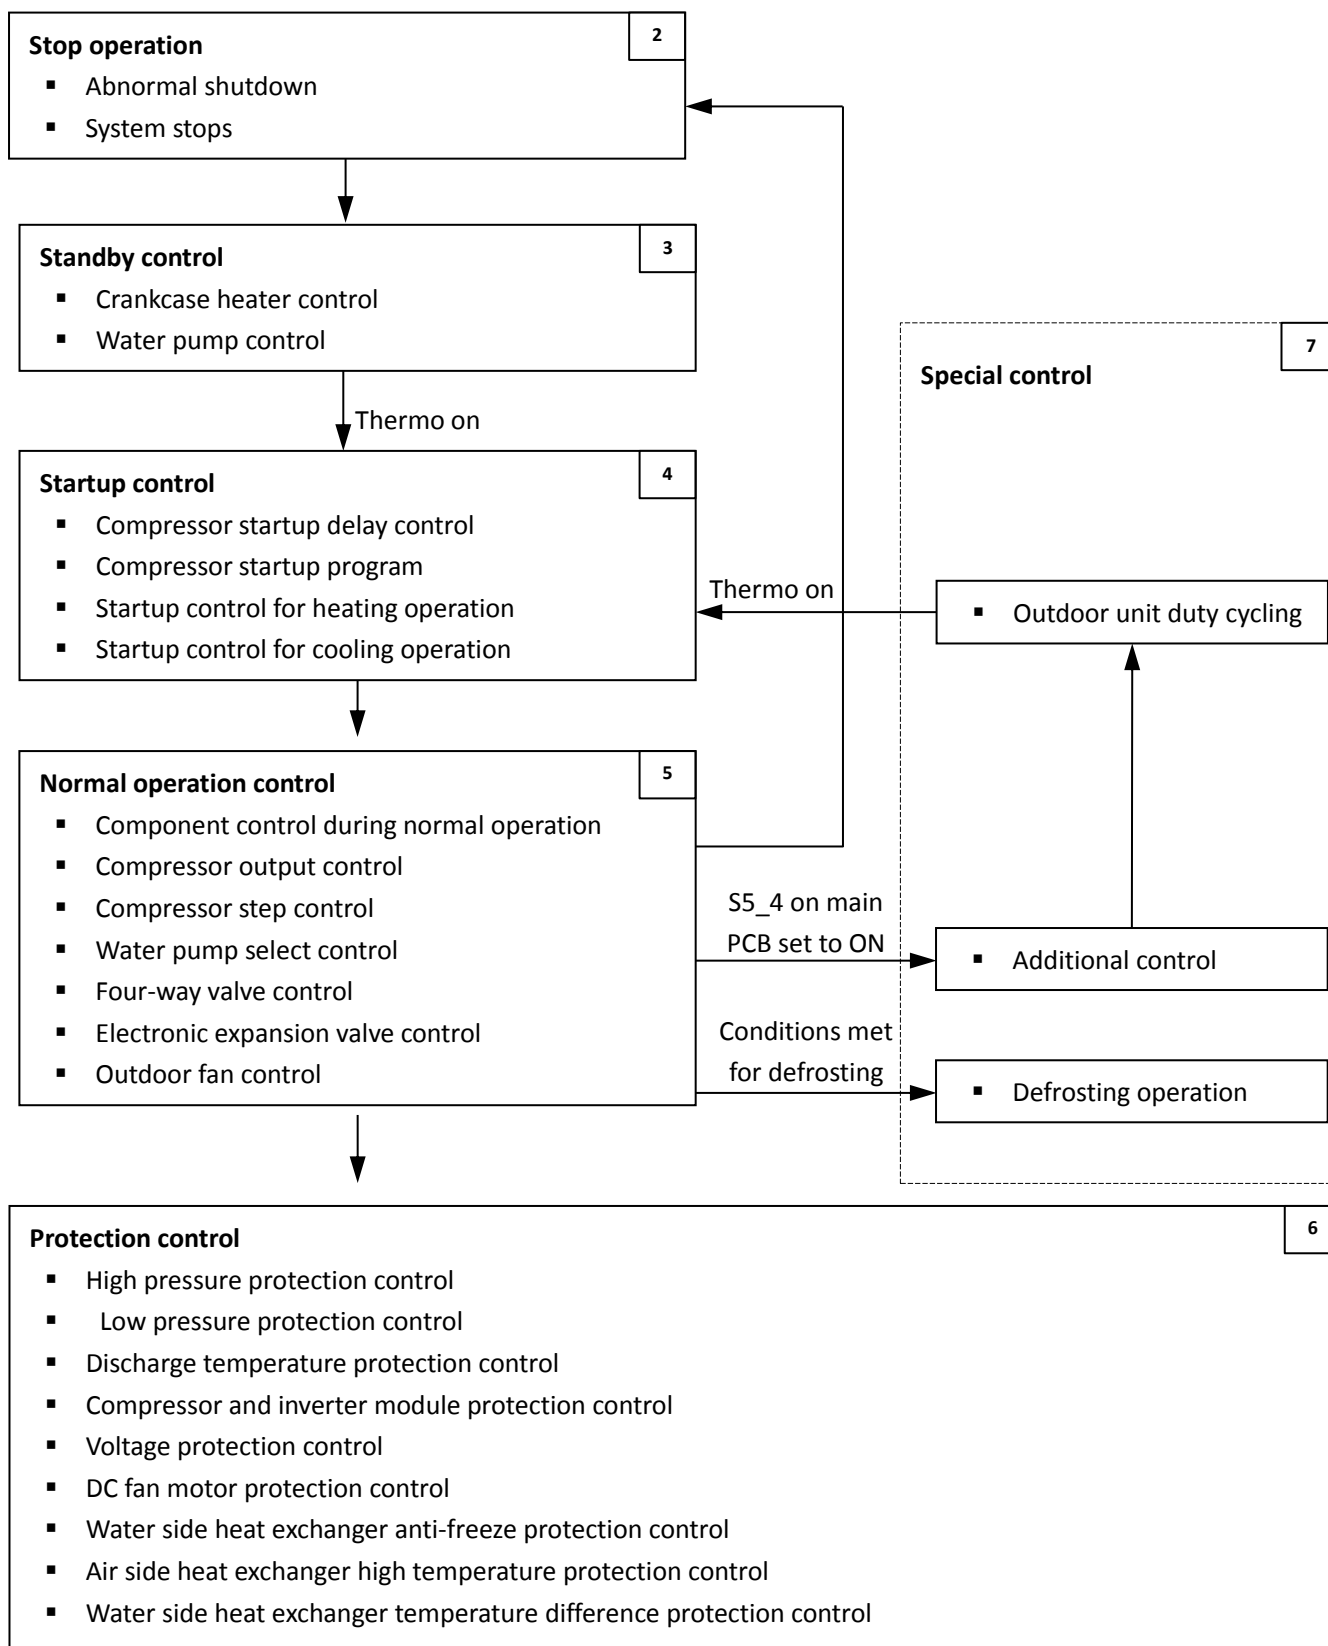 Stop operation
2
▪ Abnormal shutdown
▪ System stops
Standby control
3
▪ Crankcase heater control
▪ Water pump control
Thermo on
Startup control
4
▪ Compressor startup delay control
▪ Compressor startup program
▪ Startup control for heating operation
▪ Startup control for cooling operation
Thermo on
Special control
7
▪ Outdoor unit duty cycling
Normal operation control
5
▪ Component control during normal operation
▪ Compressor output control
▪ Compressor step control
▪ Water pump select control
▪ Four-way valve control
▪ Electronic expansion valve control
▪ Outdoor fan control
S5_4 on main
PCB set to ON
▪ Additional control
Conditions met
for defrosting
▪ Defrosting operation
Protection control
6
▪ High pressure protection control
▪ Low pressure protection control
▪ Discharge temperature protection control
▪ Compressor and inverter module protection control
▪ Voltage protection control
▪ DC fan motor protection control
▪ Water side heat exchanger anti-freeze protection control
▪ Air side heat exchanger high temperature protection control
▪ Water side heat exchanger temperature difference protection control